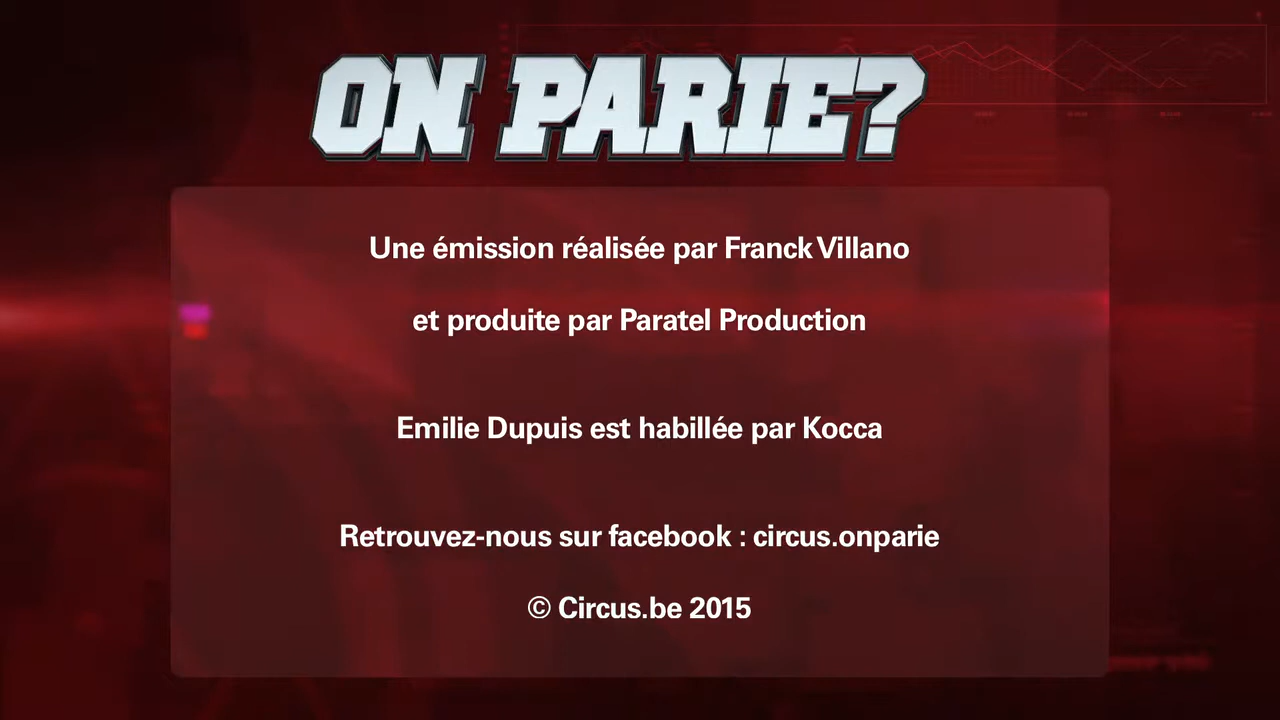 ON PARIE?
Une émission réalisée par Franck Villano
et produite par Paratel Production
Emilie Dupuis est habillée par Kocca
Retrouvez-nous sur facebook : circus.onparie
© Circus.be 2015